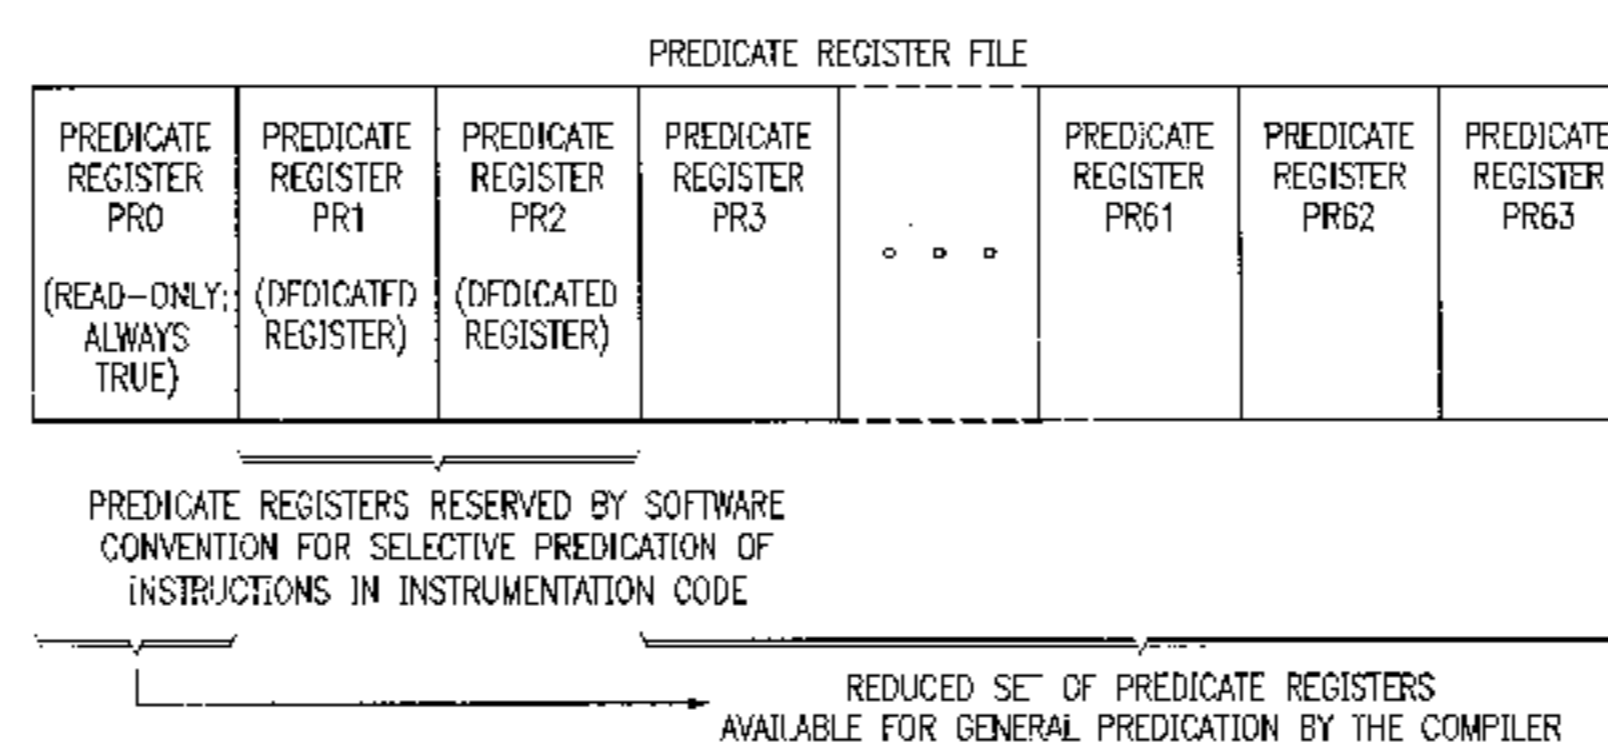 PREDICATE REGISTER FILE
PREDICATE
REGISTER
PR0
(READ-ONLY;
ALWAYS
TRUE)
PREDICATE
REGISTER
PR1
(DEDICATED
REGISTER)
PREDICATE
REGISTER
PR2
(DEDICATED
REGISTER)
PREDICATE
REGISTER
PR3
PREDICATE
REGISTER
PR61
PREDICATE
REGISTER
PR62
PREDICATE
REGISTER
PR63
PREDICATE REGISTERS RESERVED BY SOFTWARE
CONVENTION FOR SELECTIVE PREDICATION OF
INSTRUCTIONS IN INSTRUMENTATION CODE
REDUCED SET OF PREDICATE REGISTERS
AVAILABLE FOR GENERAL PREDICATION BY THE COMPILER